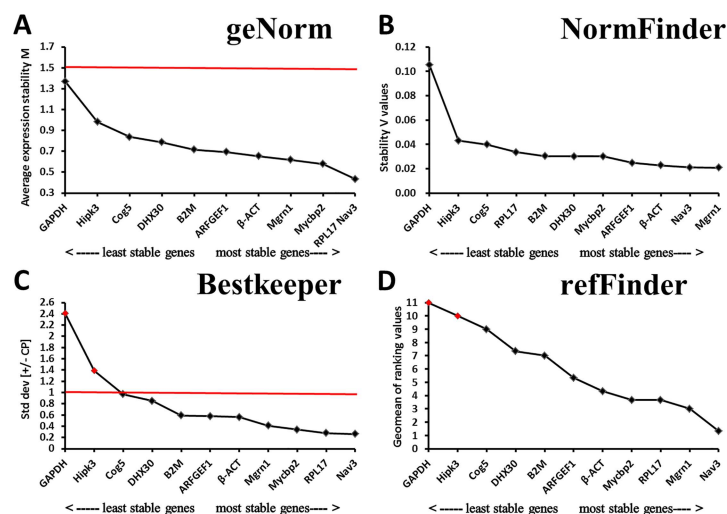 A
geNorm
Average expression stability M
1.7
1.5
1.3
1.1
0.9
0.7
0.5
0.3
GAPDH
Hipk3
Cog5
DHX30
B2M
ARFGEF1
β-ACT
Mgrn1
Mycbp2
RPL17 Nav3
< ----- least stable genes most stable genes---- >
B
NormFinder
Stability V values
0.12
0.10
0.08
0.06
0.04
0.02
0.00
GAPDH
Hipk3
Cog5
RPL17
B2M
DHX30
Mycbp2
ARFGEF1
β-ACT
Nav3
Mgrn1
< ----- least stable genes most stable genes---- >
C
Bestkeeper
Std dev [+/- CP]
2.6
2.4
2.2
2
1.8
1.6
1.4
1.2
1
0.8
0.6
0.4
0.2
0
GAPDH
Hipk3
Cog5
DHX30
B2M
ARFGEF1
β-ACT
Mgrn1
Mycbp2
RPL17
Nav3
< ----- least stable genes most stable genes---- >
D
refFinder
Geomean of ranking values
11
10
9
8
7
6
5
4
3
2
1
0
GAPDH
Hipk3
Cog5
DHX30
B2M
ARFGEF1
β-ACT
Mycbp2
RPL17
Mgrn1
Nav3
< ----- least stable genes most stable genes---- >